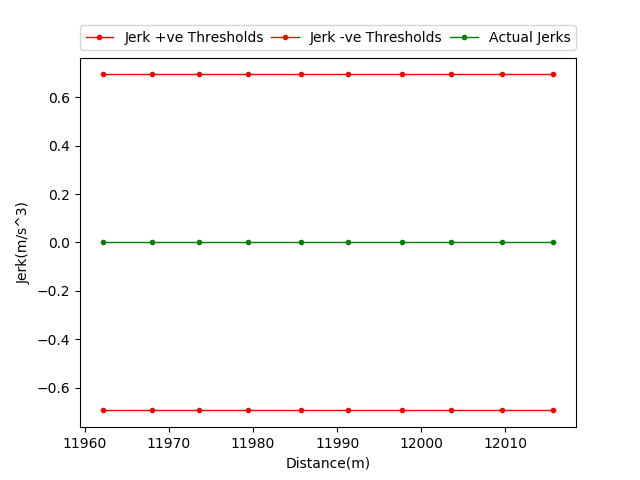 Jerk +ve Thresholds Jerk -ve Thresholds Actual Jerks
0.6
0.4
0.2
0.0
−0.2
−0.4
−0.6
Jerk(m/s^3)
11960 11970 11980 11990 12000 12010
Distance(m)